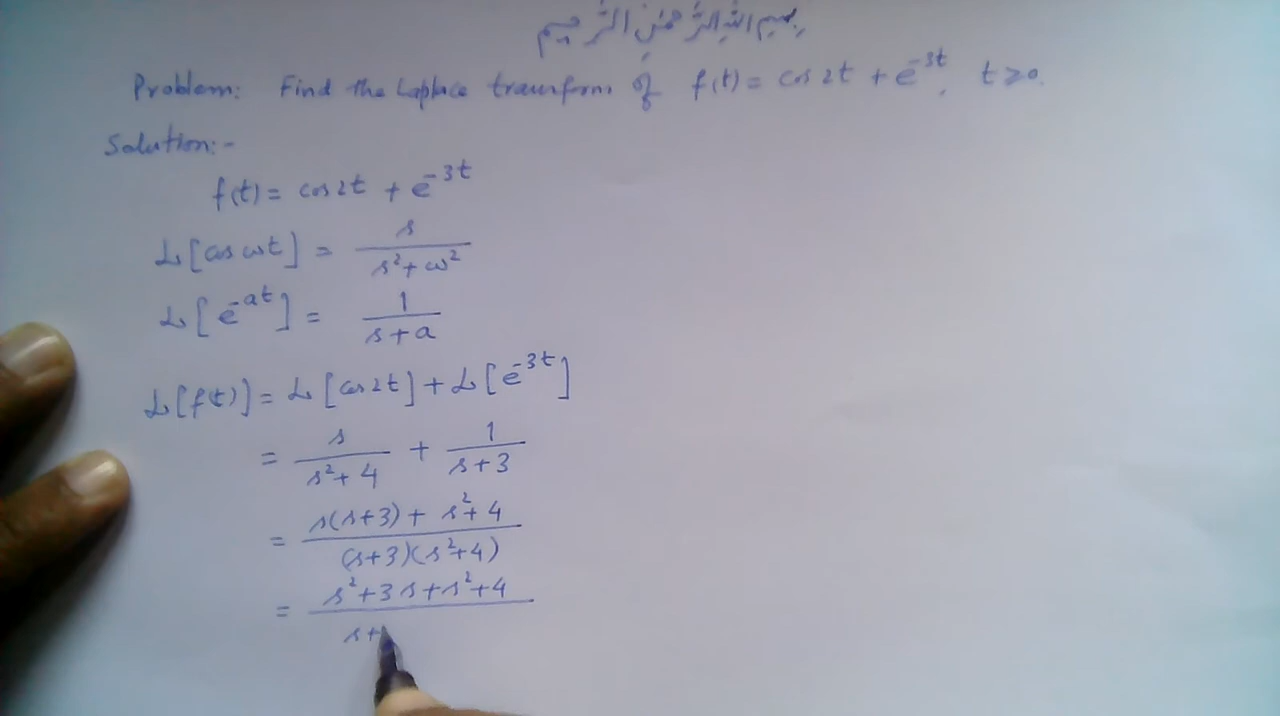 بسم الله الرحمن الرحيم
Problem: Find the Laplace transform of f(t) = cos 2t + e^{-3t}, t ≥ 0.
Solution:-
f(t) = cos 2t + e^{-3t}
L[cos ωt] = s / (s² + ω²)
L[e^{-at}] = 1 / (s + a)
L[f(t)] = L[cos 2t] + L[e^{-3t}]
= s / (s² + 4) + 1 / (s + 3)
= (s(s+3) + s² + 4) / ((s+3)(s²+4))
= (s² + 3s + s² + 4) / (s+